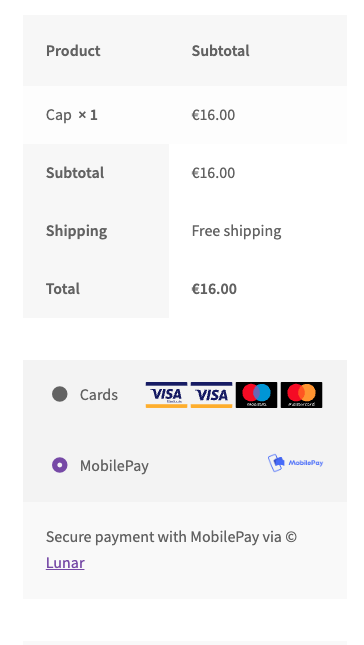 Product Subtotal
Cap × 1 €16.00
Subtotal €16.00
Shipping Free shipping
Total €16.00
Cards VISA VISA
MobilePay MobilePay
Secure payment with MobilePay via ©
Lunar